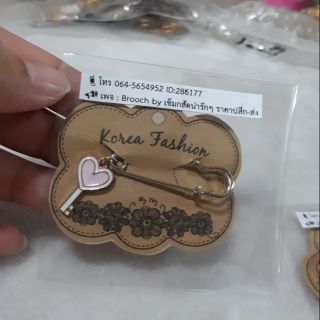 โทร 064-5654952 ID:286177
เพจ : Brooch by เข็มกลัดน่ารักๆ ราคาปลีก-ส่ง
Korea Fashion